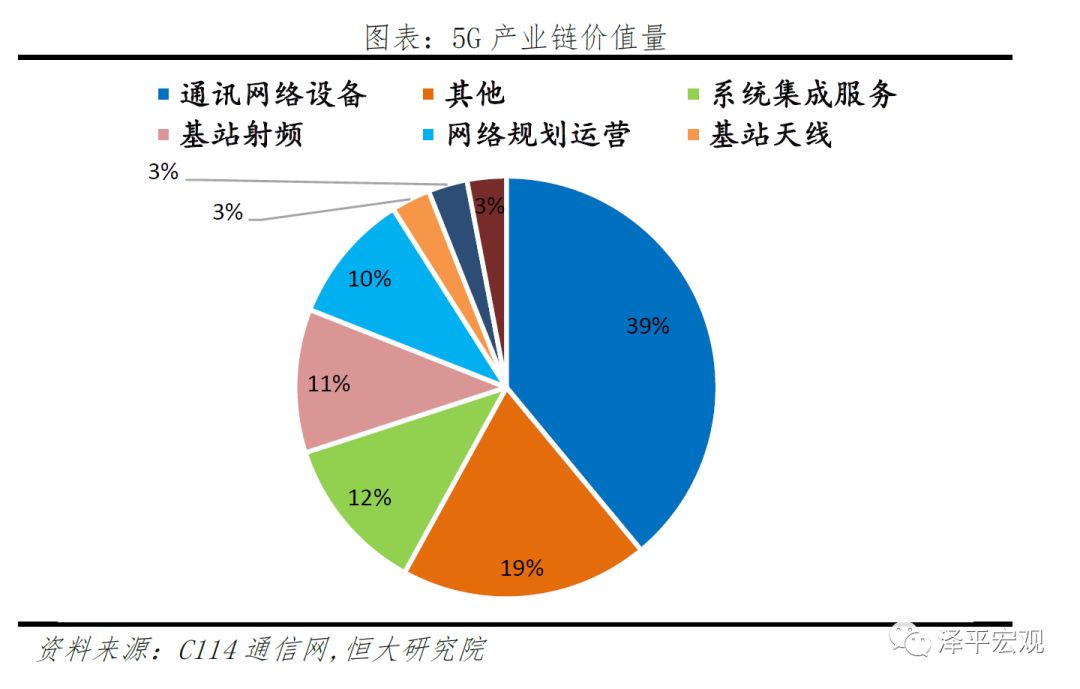 图表：5G 产业链价值量
通讯网络设备 其他 系统集成服务
基站射频 网络规划运营 基站天线
3%
3%
3%
10%
39%
11%
12%
19%
资料来源：C114 通信网,恒大研究院
泽平宏观